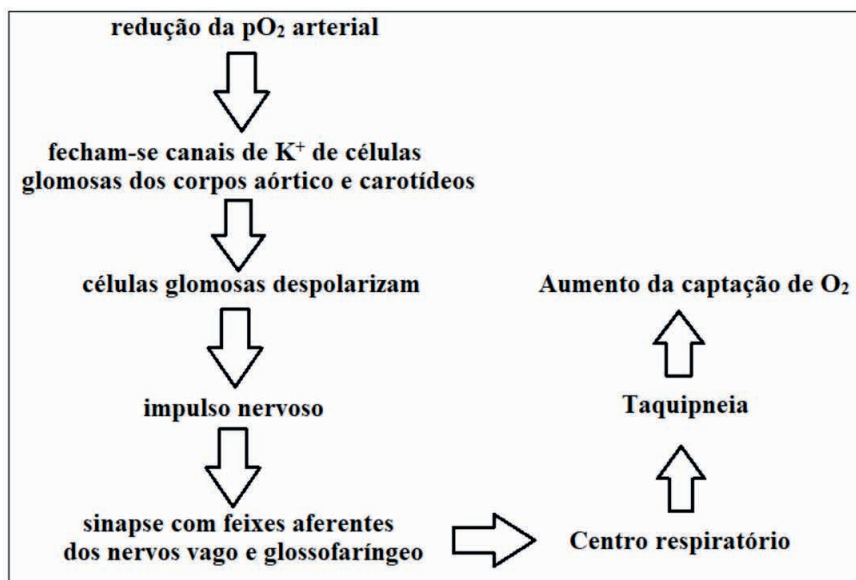 redução da pO₂ arterial
fecham-se canais de K⁺ de células
glomosas dos corpos aórtico e carotídeos
células glomosas despolarizam
impulso nervoso
sinapse com feixes aferentes
dos nervos vago e glossofaríngeo
Centro respiratório
Taquipneia
Aumento da captação de O₂